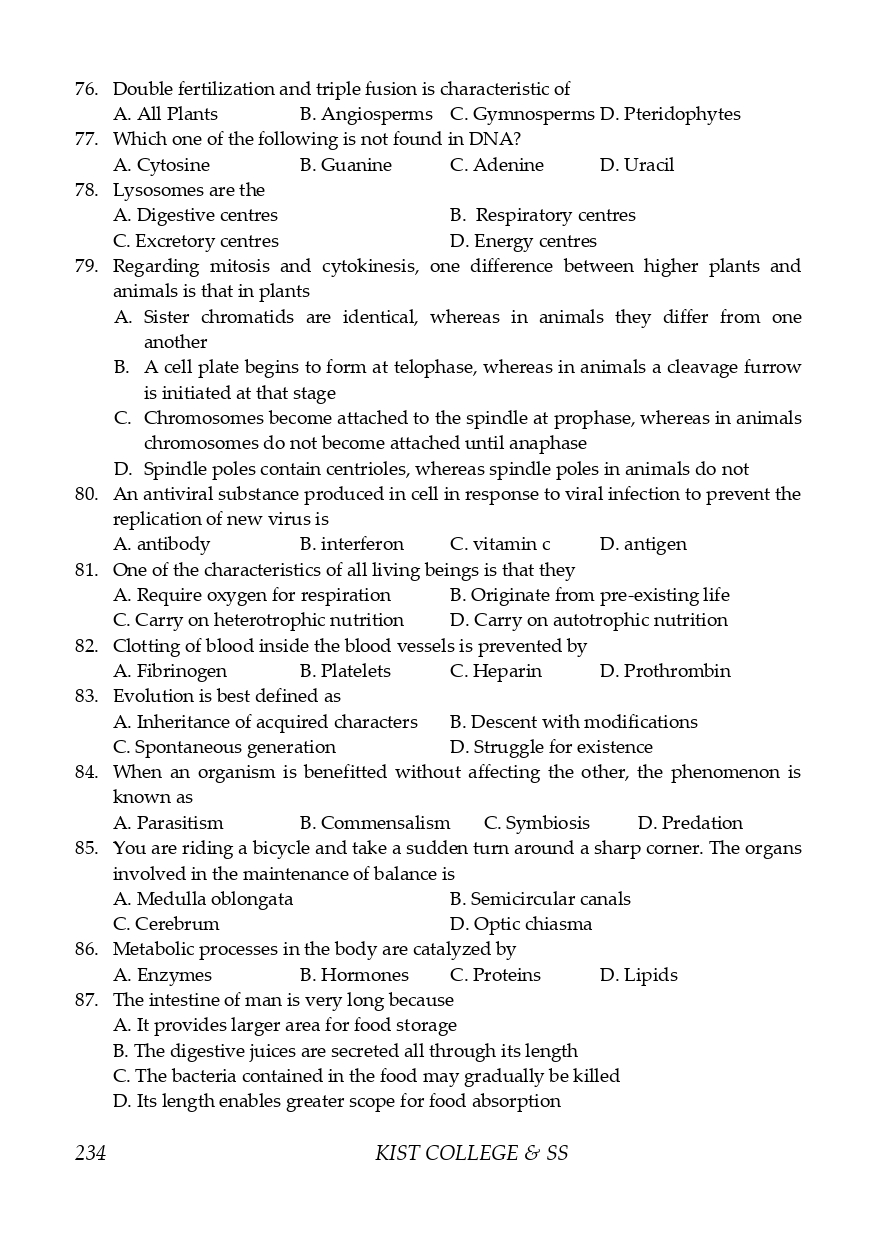 76. Double fertilization and triple fusion is characteristic of
A. All Plants B. Angiosperms C. Gymnosperms D. Pteridophytes
77. Which one of the following is not found in DNA?
A. Cytosine B. Guanine C. Adenine D. Uracil
78. Lysosomes are the
A. Digestive centres B. Respiratory centres
C. Excretory centres D. Energy centres
79. Regarding mitosis and cytokinesis, one difference between higher plants and
animals is that in plants
A. Sister chromatids are identical, whereas in animals they differ from one
another
B. A cell plate begins to form at telophase, whereas in animals a cleavage furrow
is initiated at that stage
C. Chromosomes become attached to the spindle at prophase, whereas in animals
chromosomes do not become attached until anaphase
D. Spindle poles contain centrioles, whereas spindle poles in animals do not
80. An antiviral substance produced in cell in response to viral infection to prevent the
replication of new virus is
A. antibody B. interferon C. vitamin c D. antigen
81. One of the characteristics of all living beings is that they
A. Require oxygen for respiration B. Originate from pre-existing life
C. Carry on heterotrophic nutrition D. Carry on autotrophic nutrition
82. Clotting of blood inside the blood vessels is prevented by
A. Fibrinogen B. Platelets C. Heparin D. Prothrombin
83. Evolution is best defined as
A. Inheritance of acquired characters B. Descent with modifications
C. Spontaneous generation D. Struggle for existence
84. When an organism is benefitted without affecting the other, the phenomenon is
known as
A. Parasitism B. Commensalism C. Symbiosis D. Predation
85. You are riding a bicycle and take a sudden turn around a sharp corner. The organs
involved in the maintenance of balance is
A. Medulla oblongata B. Semicircular canals
C. Cerebrum D. Optic chiasma
86. Metabolic processes in the body are catalyzed by
A. Enzymes B. Hormones C. Proteins D. Lipids
87. The intestine of man is very long because
A. It provides larger area for food storage
B. The digestive juices are secreted all through its length
C. The bacteria contained in the food may gradually be killed
D. Its length enables greater scope for food absorption
234 KIST COLLEGE & SS